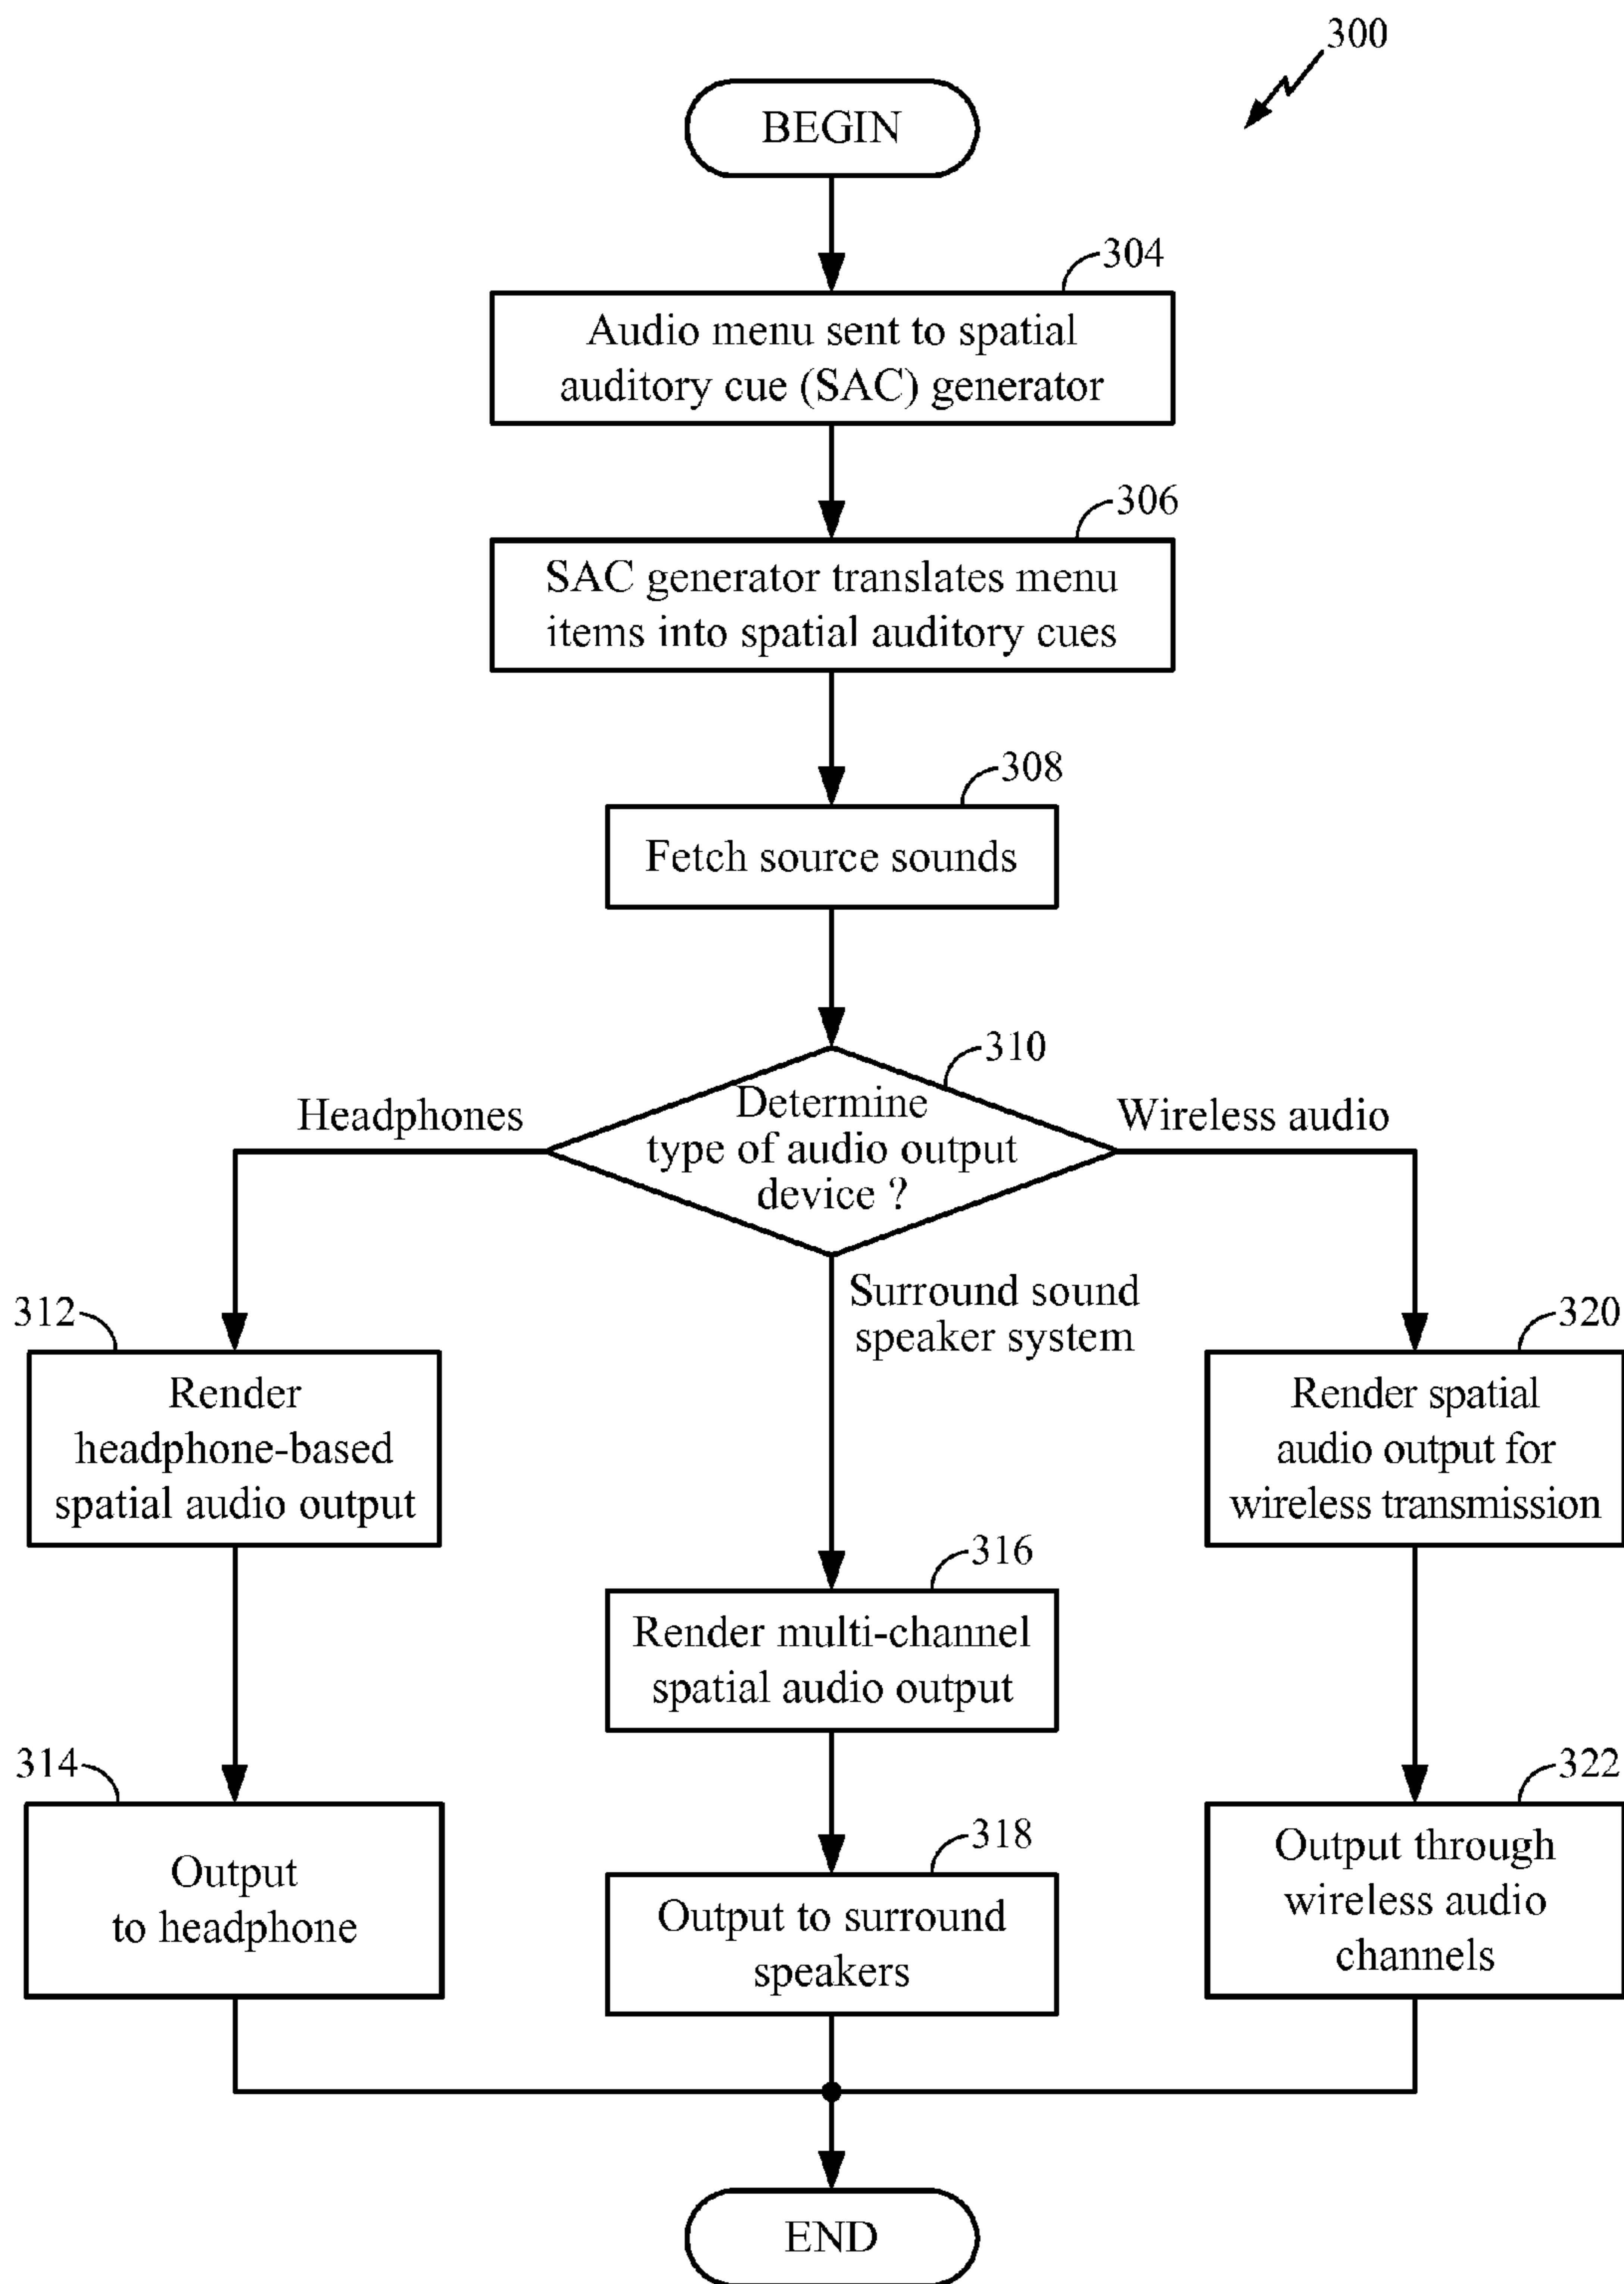 300
BEGIN
304
Audio menu sent to spatial
auditory cue (SAC) generator
306
SAC generator translates menu
items into spatial auditory cues
308
Fetch source sounds
310
Determine
type of audio output
device ?
Headphones
Wireless audio
Surround sound
speaker system
312
Render
headphone-based
spatial audio output
320
Render spatial
audio output for
wireless transmission
316
Render multi-channel
spatial audio output
314
Output
to headphone
318
Output to surround
speakers
322
Output through
wireless audio
channels
END